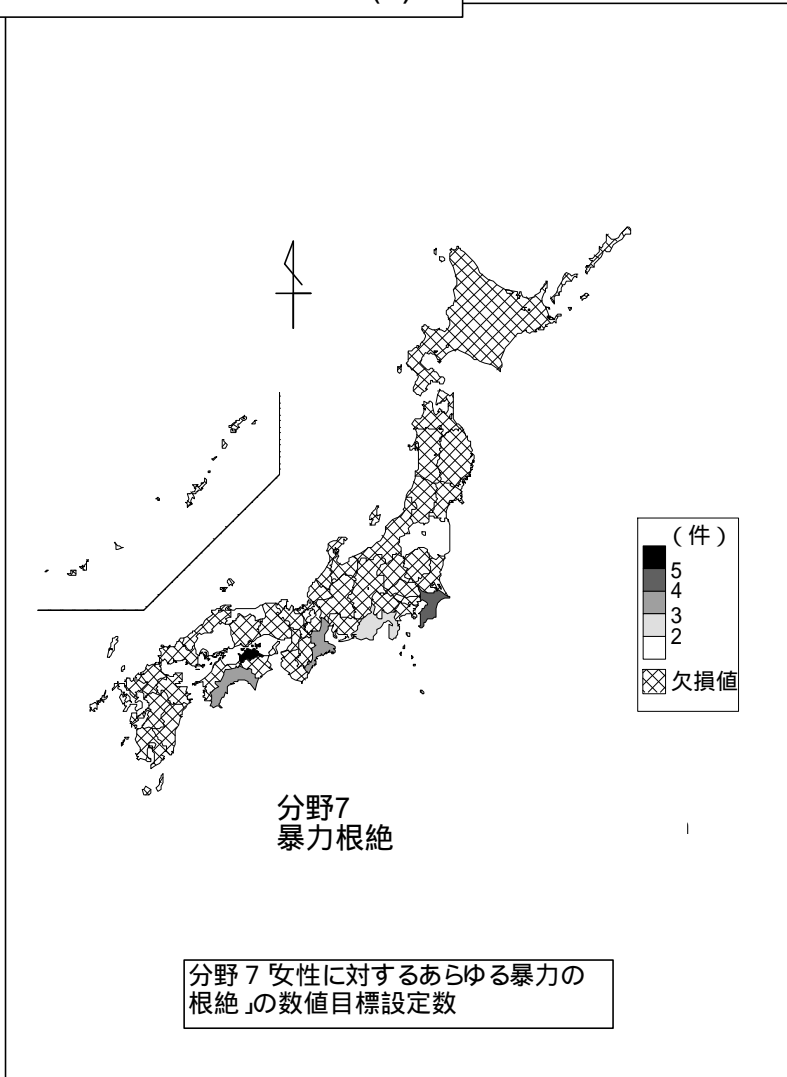 （件）
5
4
3
2
欠損値
分野7
暴力根絶
分野７「女性に対するあらゆる暴力の
根絶」の数値目標設定数